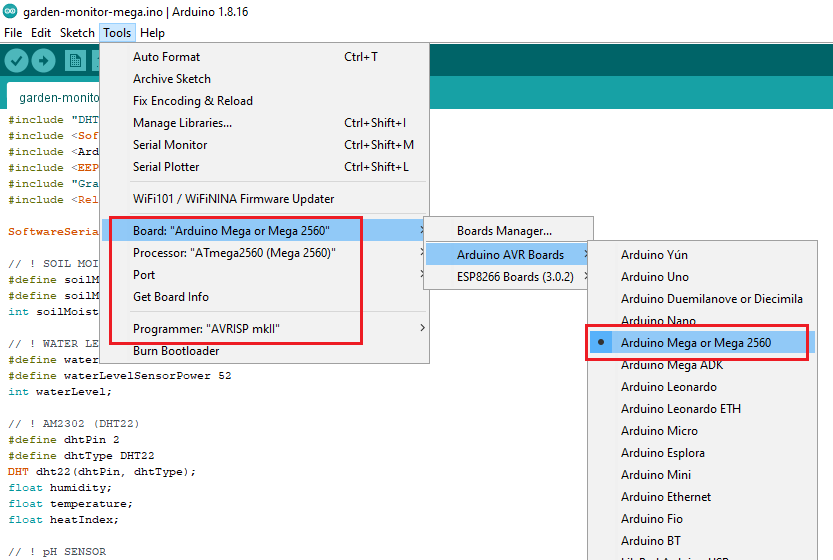 garden-monitor-mega.ino | Arduino 1.8.16
File Edit Sketch Tools Help
Auto Format Ctrl+T
Archive Sketch
Fix Encoding & Reload
Manage Libraries... Ctrl+Shift+I
Serial Monitor Ctrl+Shift+M
Serial Plotter Ctrl+Shift+L
WiFi101 / WiFiNINA Firmware Updater
Board: "Arduino Mega or Mega 2560"
Processor: "ATmega2560 (Mega 2560)"
Port
Get Board Info
Programmer: "AVRISP mkII"
Burn Bootloader
Boards Manager...
Arduino AVR Boards
ESP8266 Boards (3.0.2)
Arduino Yún
Arduino Uno
Arduino Duemilanove or Diecimila
Arduino Nano
Arduino Mega or Mega 2560
Arduino Mega ADK
Arduino Leonardo
Arduino Leonardo ETH
Arduino Micro
Arduino Esplora
Arduino Mini
Arduino Ethernet
Arduino Fio
Arduino BT
garden-monito
#include "DHT
#include <Sof
#include <Ard
#include <EEP
#include "Gra
#include <Rel
SoftwareSeria
// ! SOIL MOI
#define soilM
#define soilM
int soilMoist
// ! WATER LE
#define water
#define waterLevelSensorPower 52
int waterLevel;
// ! AM2302 (DHT22)
#define dhtPin 2
#define dhtType DHT22
DHT dht22(dhtPin, dhtType);
float humidity;
float temperature;
float heatIndex;
// ! pH SENSOR